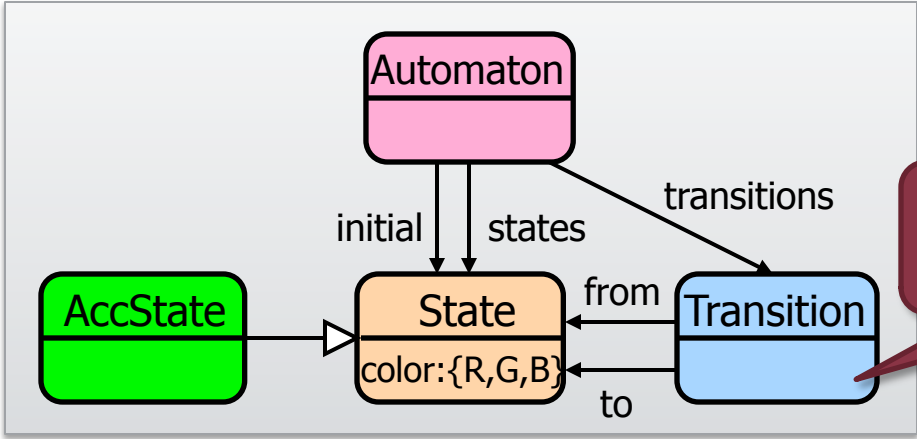 Automaton
transitions
initial
states
AccState
State
from
Transition
color:{R,G,B}
to